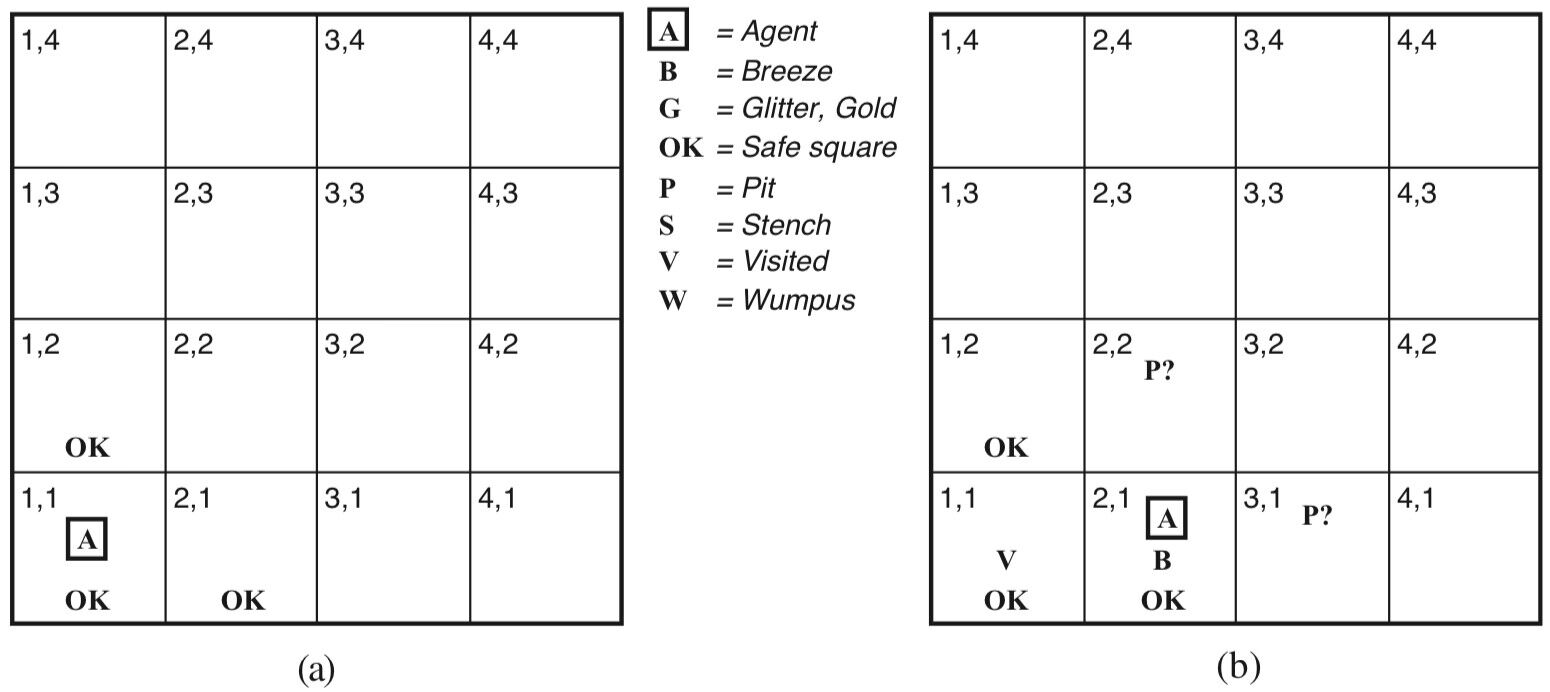 1,4 2,4 3,4 4,4
1,3 2,3 3,3 4,3
1,2 2,2 3,2 4,2
OK
1,1 2,1 3,1 4,1
A
OK OK
(a)
A = Agent
B = Breeze
G = Glitter, Gold
OK = Safe square
P = Pit
S = Stench
V = Visited
W = Wumpus
1,4 2,4 3,4 4,4
1,3 2,3 3,3 4,3
1,2 2,2 3,2 4,2
P?
OK
1,1 2,1 A 3,1 P? 4,1
V B
OK OK
(b)